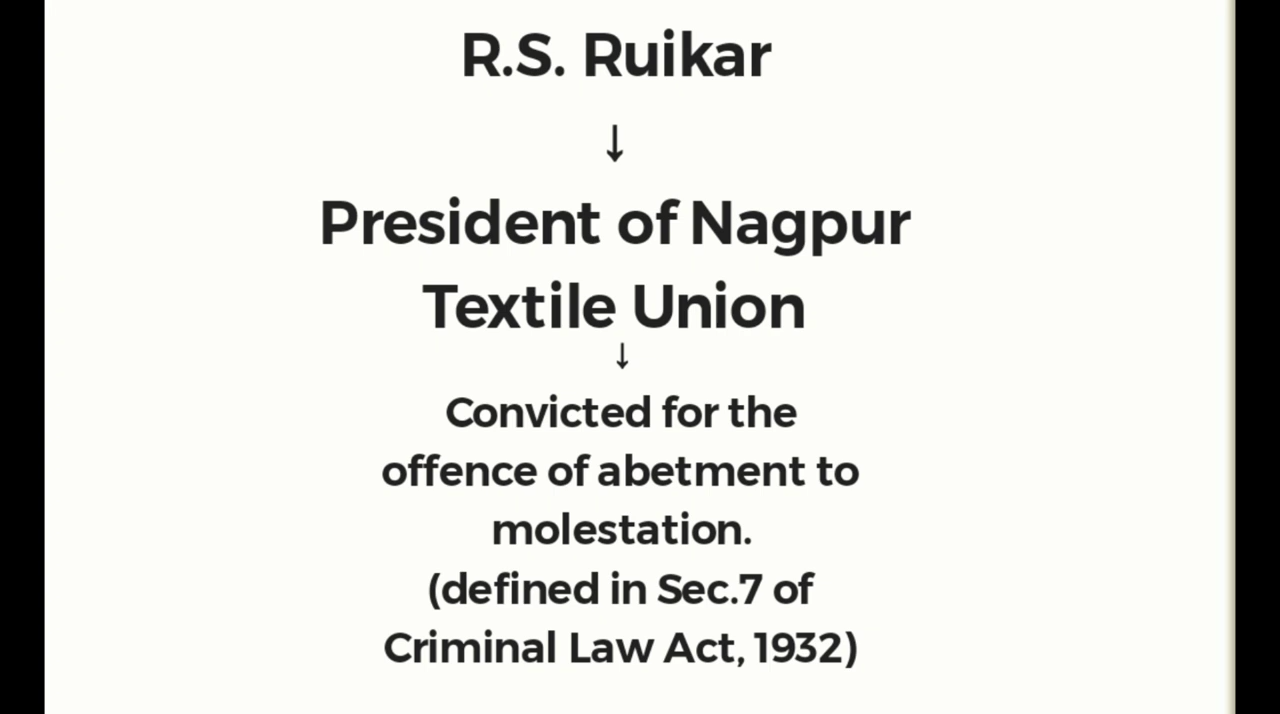 R.S. Ruikar
↓
President of Nagpur
Textile Union
↓
Convicted for the
offence of abetment to
molestation.
(defined in Sec.7 of
Criminal Law Act, 1932)